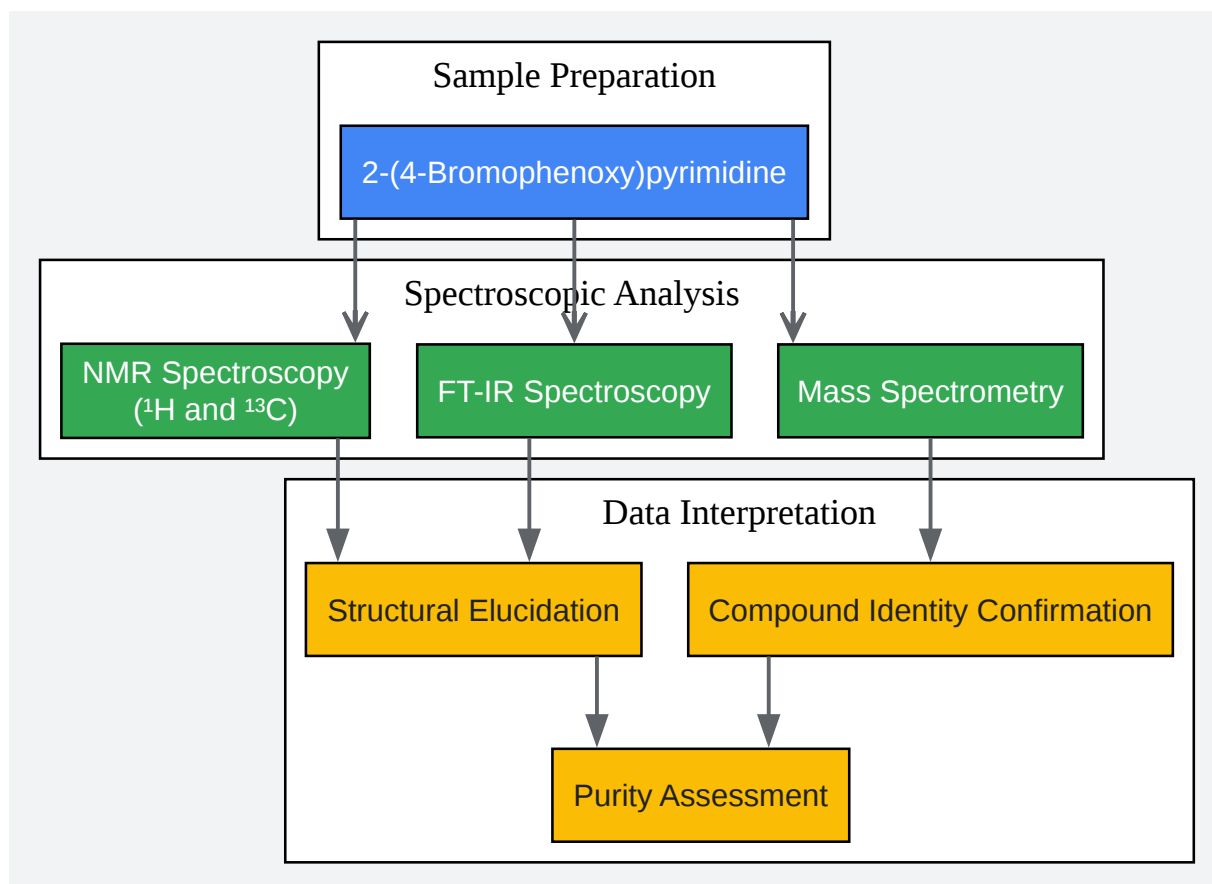 Sample Preparation
2-(4-Bromophenoxy)pyrimidine
Spectroscopic Analysis
NMR Spectroscopy
(¹H and ¹³C)
FT-IR Spectroscopy
Mass Spectrometry
Data Interpretation
Structural Elucidation
Compound Identity Confirmation
Purity Assessment